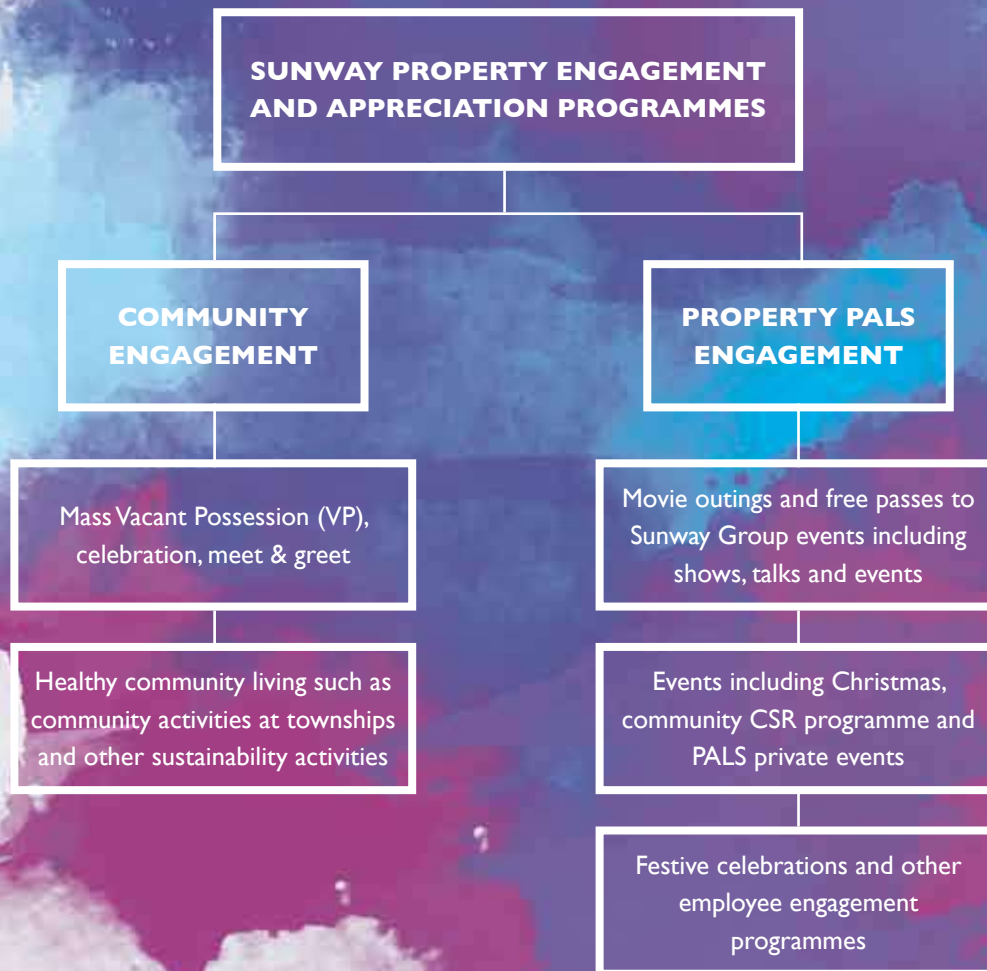 SUNWAY PROPERTY ENGAGEMENT
AND APPRECIATION PROGRAMMES
COMMUNITY
ENGAGEMENT
Mass Vacant Possession (VP),
celebration, meet & greet
Healthy community living such as
community activities at townships
and other sustainability activities
PROPERTY PALS
ENGAGEMENT
Movie outings and free passes to
Sunway Group events including
shows, talks and events
Events including Christmas,
community CSR programme and
PALS private events
Festive celebrations and other
employee engagement
programmes